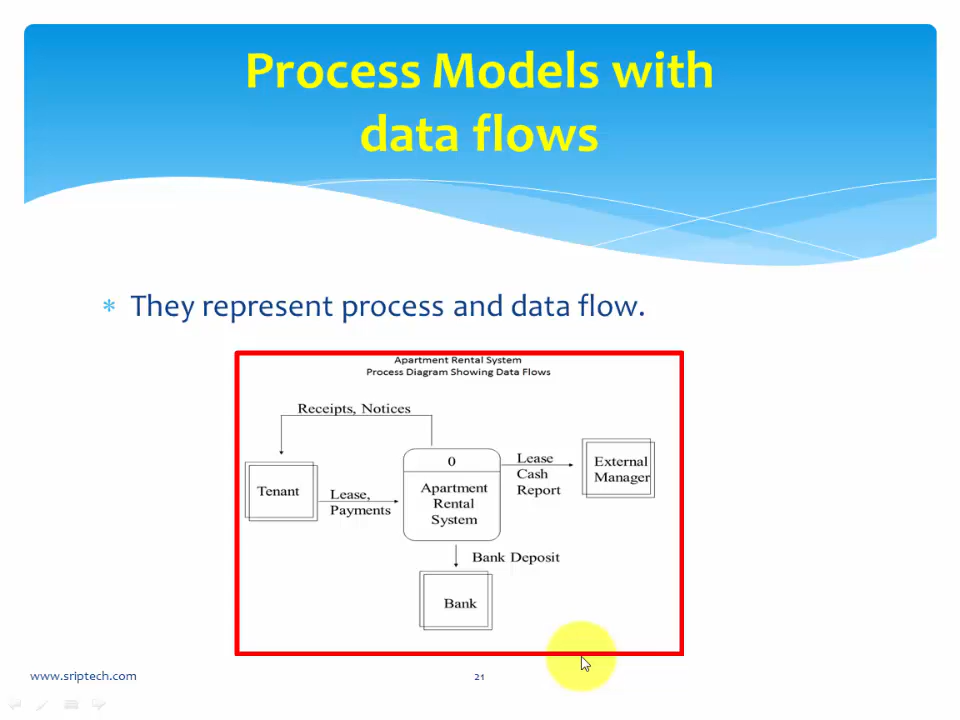 Process Models with
data flows
They represent process and data flow.
Apartment Rental System
Process Diagram Showing Data Flows
Receipts, Notices
Tenant
Lease,
Payments
0
Apartment
Rental
System
Lease
Cash
Report
External
Manager
Bank Deposit
Bank
www.sriptech.com
21